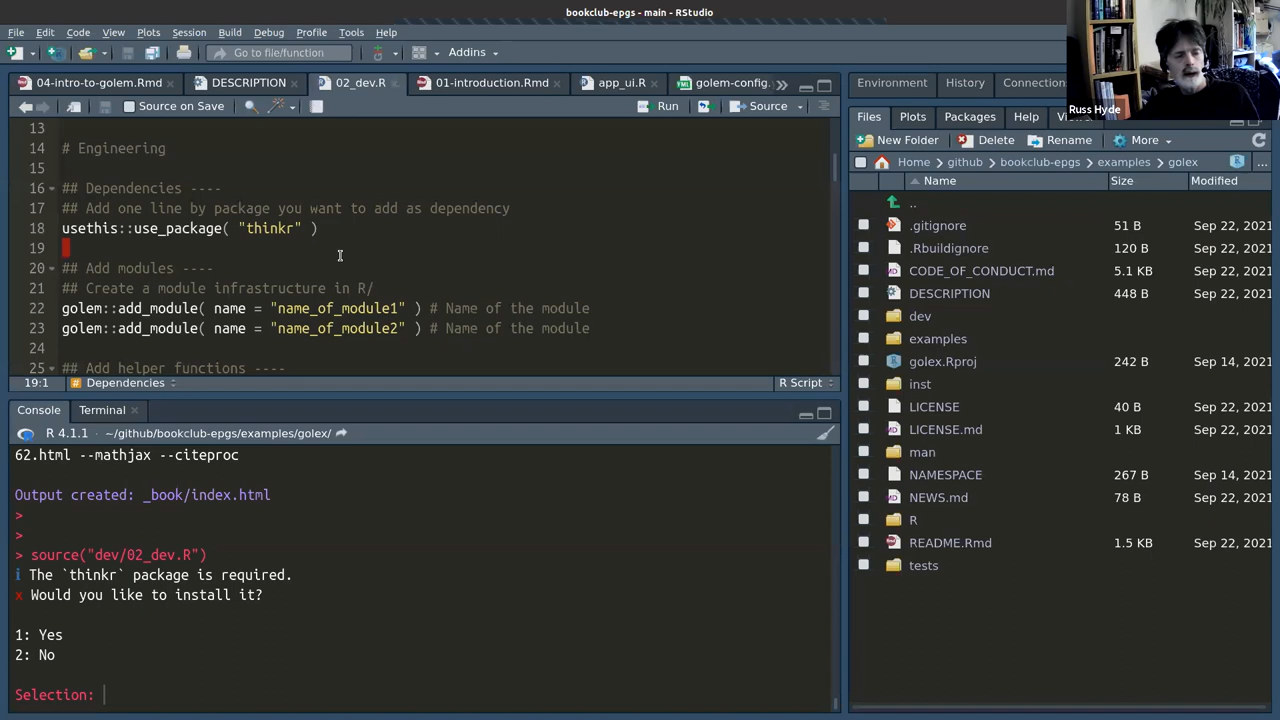 bookclub-epgs - main - RStudio
File Edit Code View Plots Session Build Debug Profile Tools Help
Go to file/function Addins
04-intro-to-golem.Rmd DESCRIPTION 02_dev.R 01-introduction.Rmd app_ui.R golem-config.
Source on Save Run Source
13
14 # Engineering
15
16 ## Dependencies ----
17 ## Add one line by package you want to add as dependency
18 usethis::use_package( "thinkr" )
19
20 ## Add modules ----
21 ## Create a module infrastructure in R/
22 golem::add_module( name = "name_of_module1" ) # Name of the module
23 golem::add_module( name = "name_of_module2" ) # Name of the module
24
25 ## Add helper functions ----
19:1 # Dependencies R Script
Console Terminal
R 4.1.1 · ~/github/bookclub-epgs/examples/golex/
62.html --mathjax --citeproc
Output created: _book/index.html
>
>
> source("dev/02_dev.R")
i The `thinkr` package is required.
x Would you like to install it?
1: Yes
2: No
Selection:
Russ Hyde
Environment History Connection
Files Plots Packages Help
New Folder Delete Rename More
Home github bookclub-epgs examples golex ...
Name Size Modified
..
.gitignore 51 B Sep 22, 2021
.Rbuildignore 120 B Sep 22, 2021
CODE_OF_CONDUCT.md 5.1 KB Sep 22, 2021
DESCRIPTION 448 B Sep 22, 2021
dev
examples
golex.Rproj 242 B Sep 14, 2021
inst
LICENSE 40 B Sep 22, 2021
LICENSE.md 1 KB Sep 22, 2021
man
NAMESPACE 267 B Sep 14, 2021
NEWS.md 78 B Sep 22, 2021
R
README.Rmd 1.5 KB Sep 22, 2021
tests